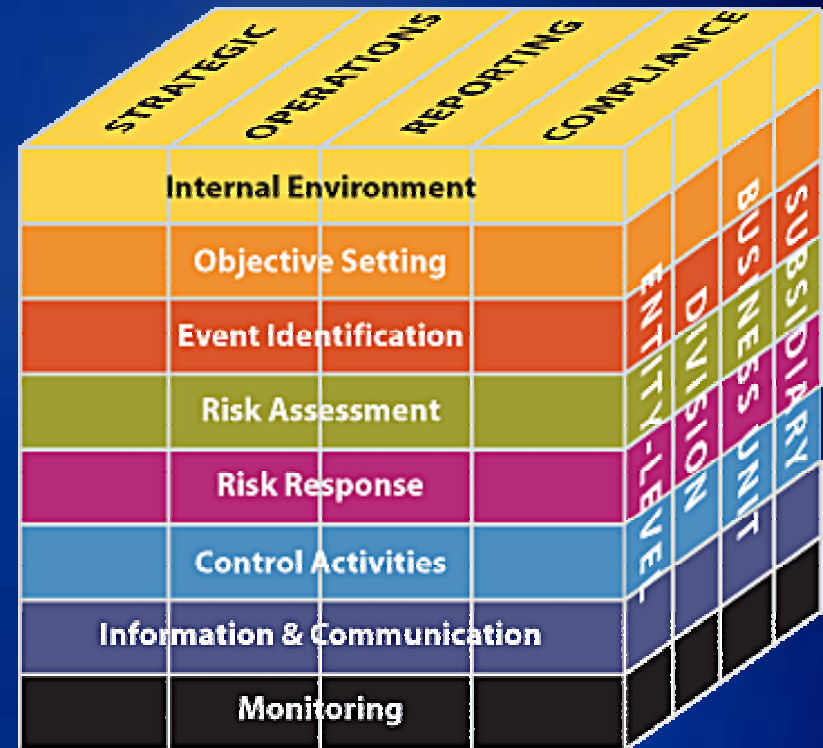 STRATEGIC
OPERATIONS
REPORTING
COMPLIANCE
Internal Environment
Objective Setting
Event Identification
Risk Assessment
Risk Response
Control Activities
Information & Communication
Monitoring
ENTITY-LEVEL
DIVISION
BUSINESS UNIT
SUBSIDIARY